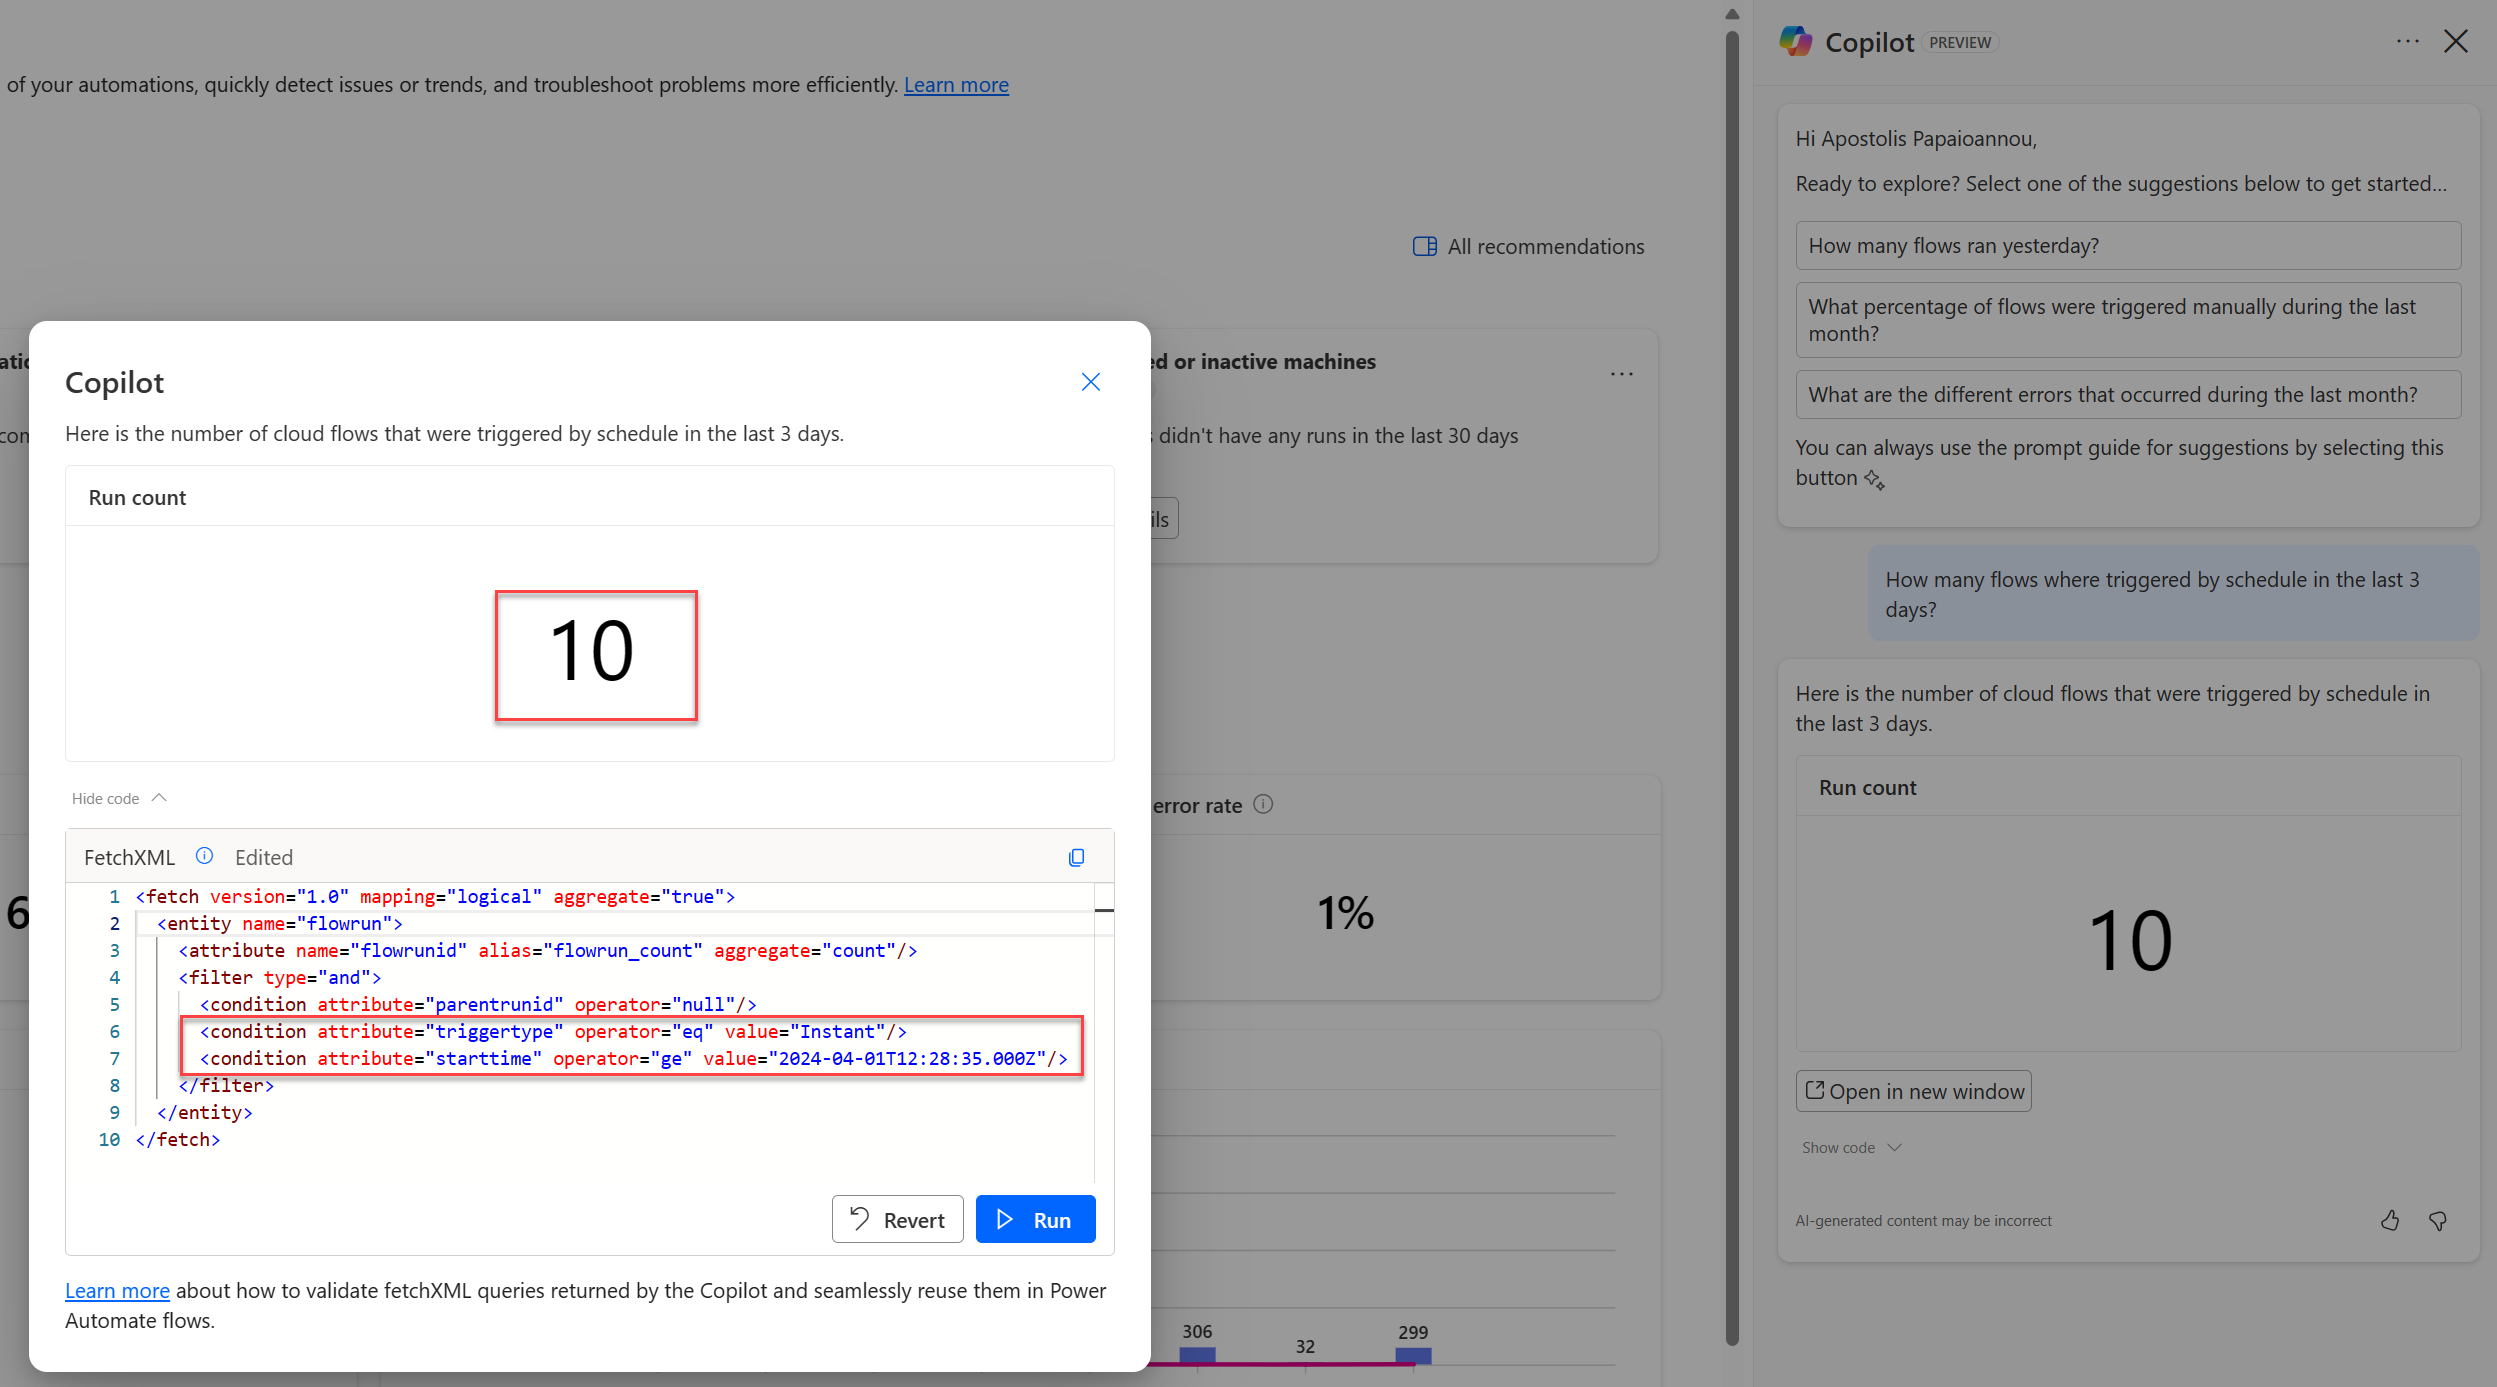 of your automations, quickly detect issues or trends, and troubleshoot problems more efficiently. Learn more
All recommendations
ed or inactive machines
didn't have any runs in the last 30 days
ils
error rate
1%
6
306
32
299
Copilot
Here is the number of cloud flows that were triggered by schedule in the last 3 days.
Run count
10
Hide code
FetchXML Edited
1 <fetch version="1.0" mapping="logical" aggregate="true">
2 <entity name="flowrun">
3 <attribute name="flowrunid" alias="flowrun_count" aggregate="count"/>
4 <filter type="and">
5 <condition attribute="parentrunid" operator="null"/>
6 <condition attribute="triggertype" operator="eq" value="Instant"/>
7 <condition attribute="starttime" operator="ge" value="2024-04-01T12:28:35.000Z"/>
8 </filter>
9 </entity>
10 </fetch>
Revert Run
Learn more about how to validate fetchXML queries returned by the Copilot and seamlessly reuse them in Power
Automate flows.
Copilot PREVIEW
Hi Apostolis Papaioannou,
Ready to explore? Select one of the suggestions below to get started...
How many flows ran yesterday?
What percentage of flows were triggered manually during the last
month?
What are the different errors that occurred during the last month?
You can always use the prompt guide for suggestions by selecting this
button
How many flows where triggered by schedule in the last 3
days?
Here is the number of cloud flows that were triggered by schedule in
the last 3 days.
Run count
10
Open in new window
Show code
AI-generated content may be incorrect